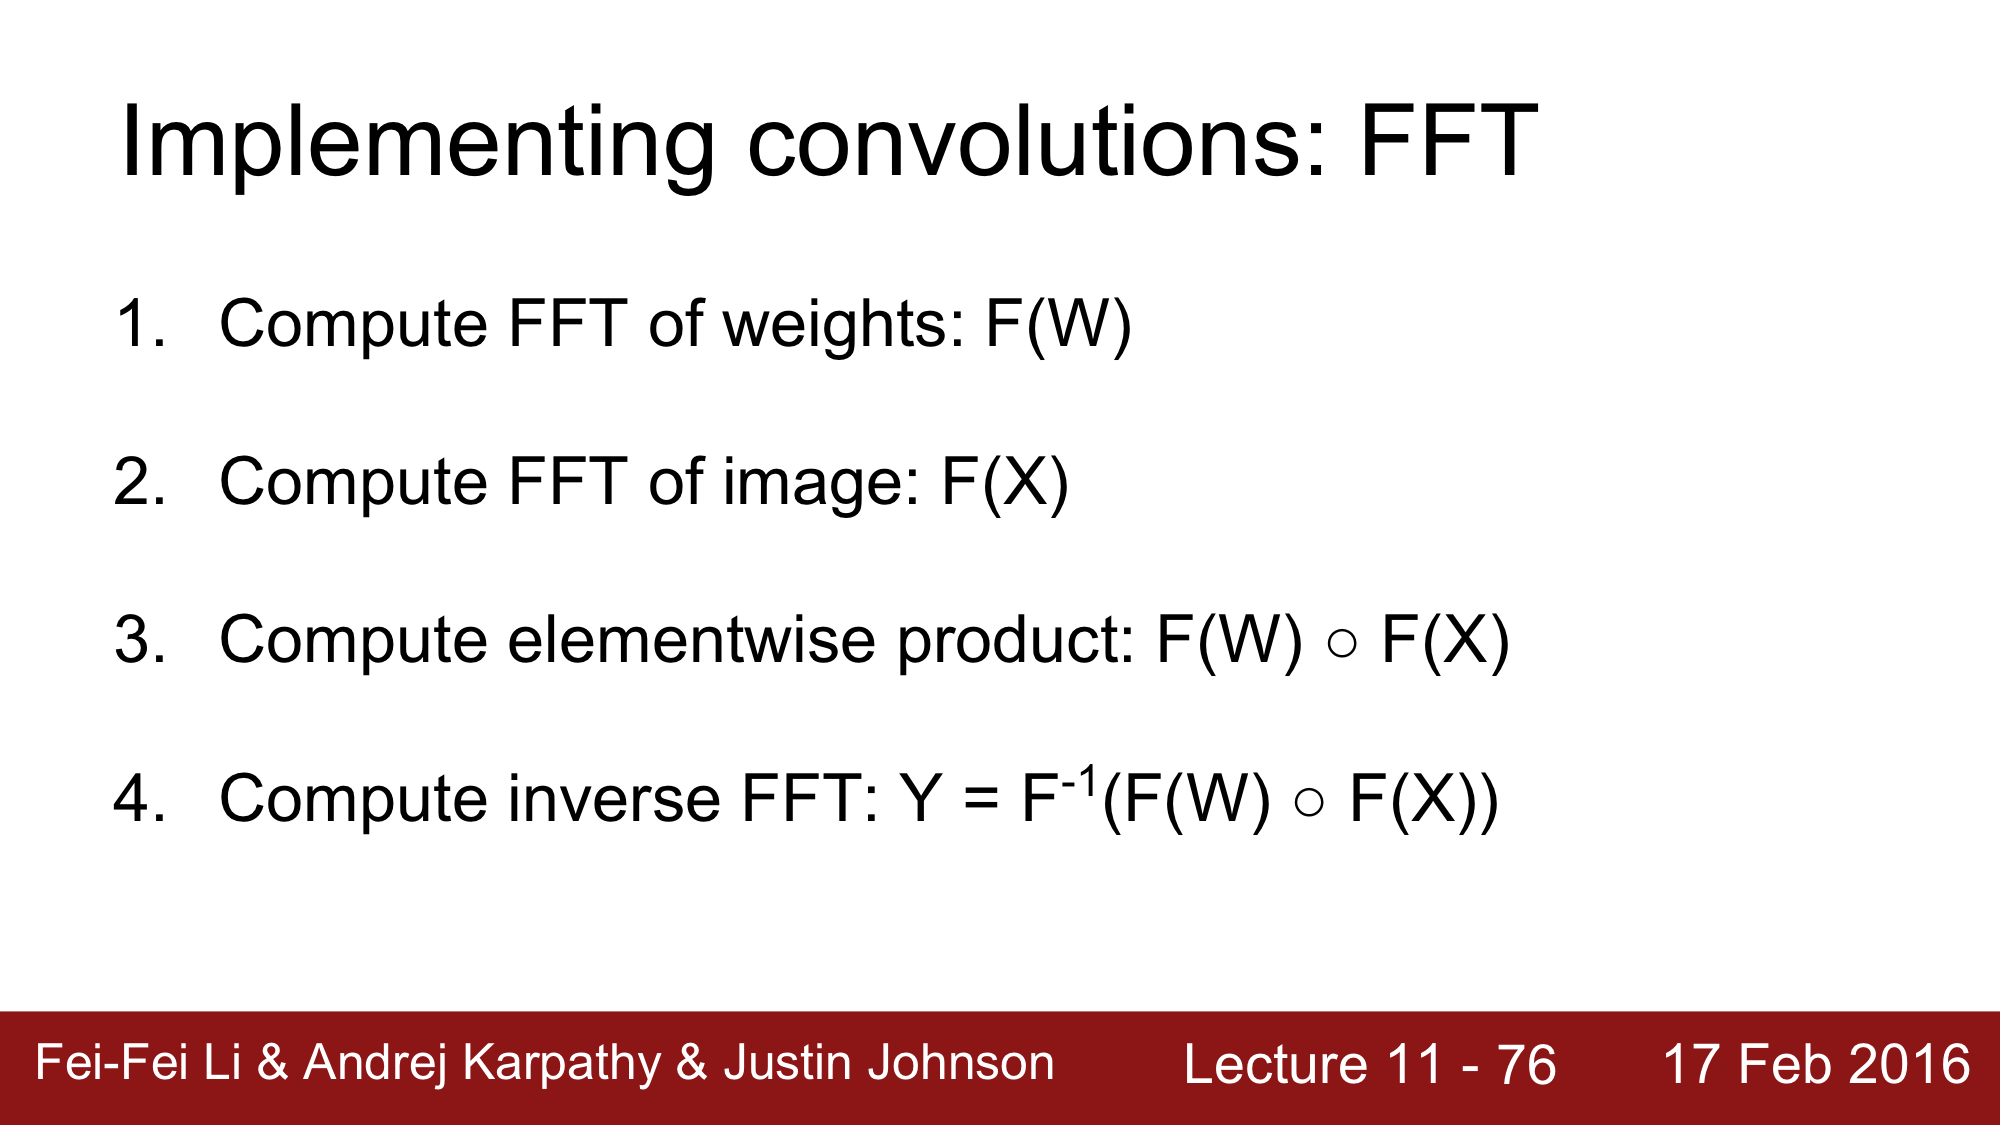 Implementing convolutions: FFT
1. Compute FFT of weights: F(W)
2. Compute FFT of image: F(X)
3. Compute elementwise product: F(W) ○ F(X)
4. Compute inverse FFT: Y = F⁻¹(F(W) ○ F(X))
Fei-Fei Li & Andrej Karpathy & Justin Johnson Lecture 11 - 76 17 Feb 2016